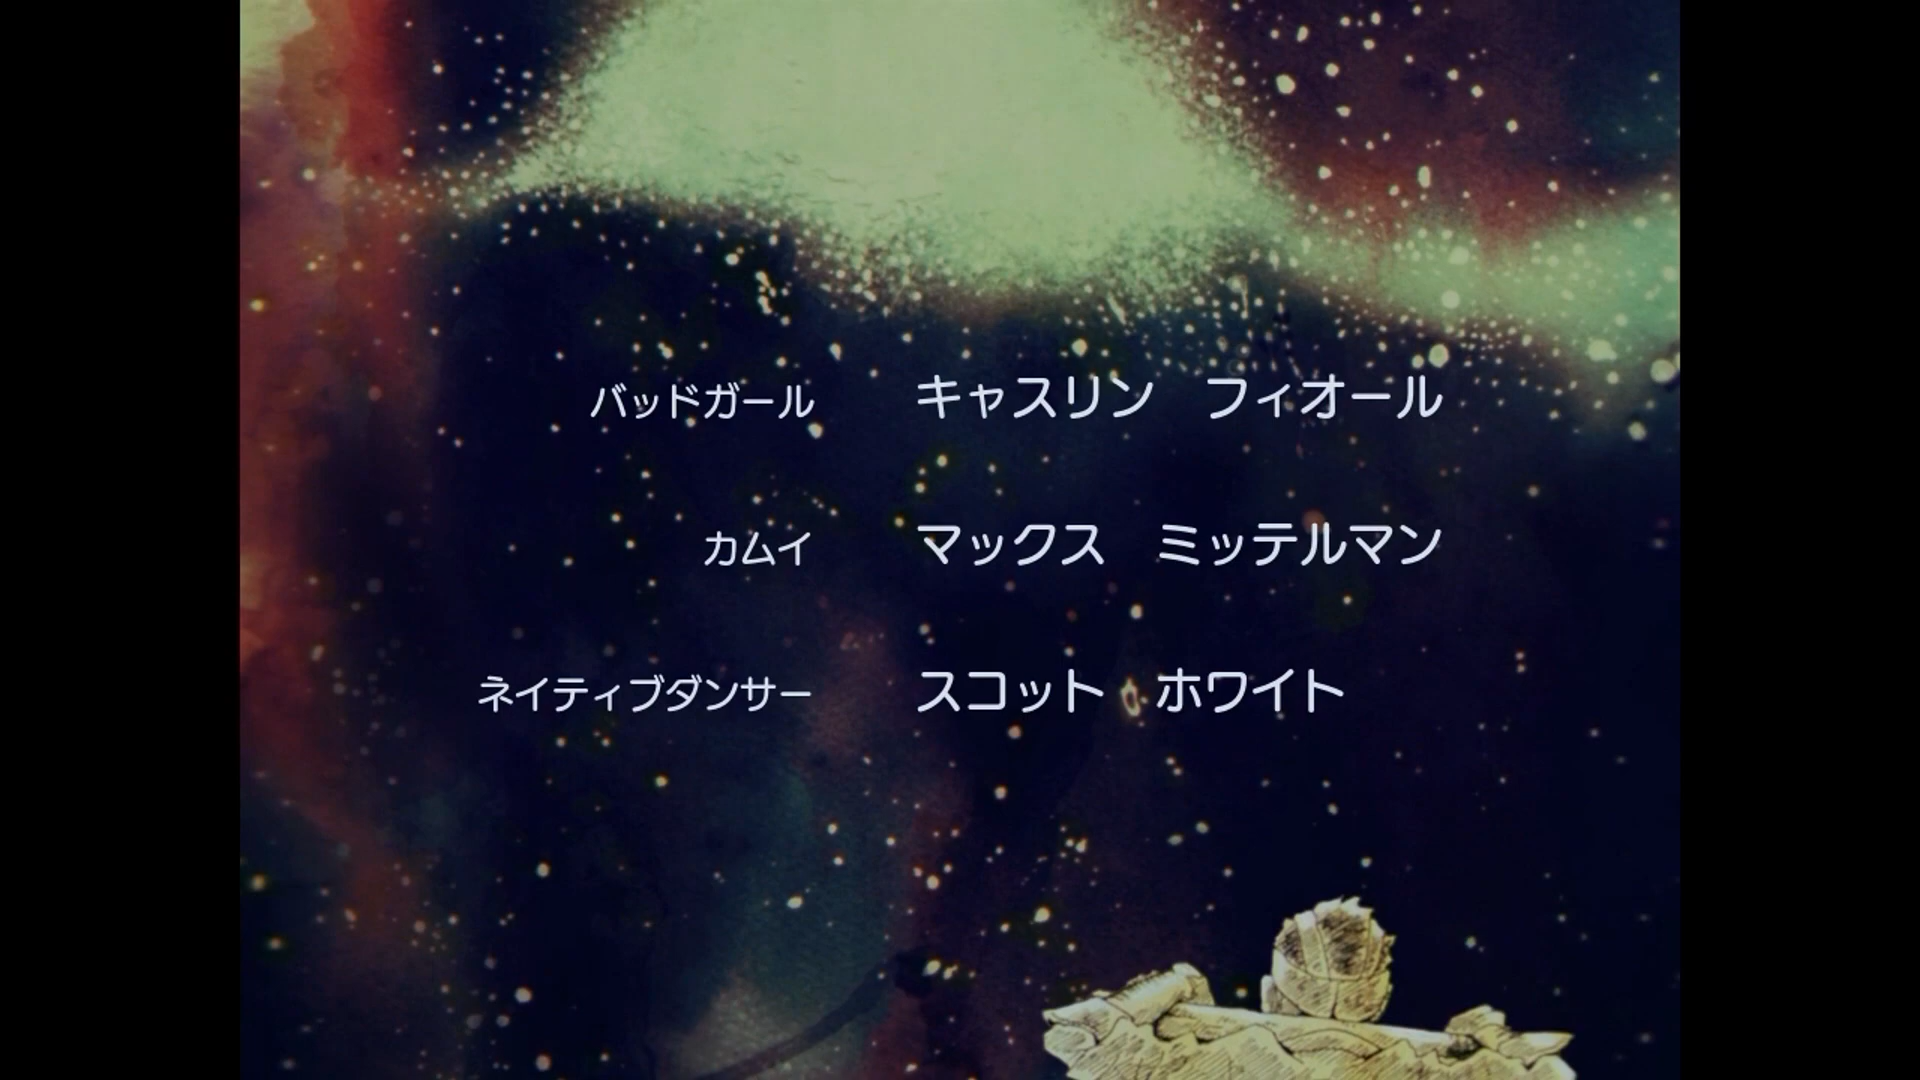 バッドガール　キャスリン　フィオール
カムイ　マックス　ミッテルマン
ネイティブダンサー　スコット　ホワイト